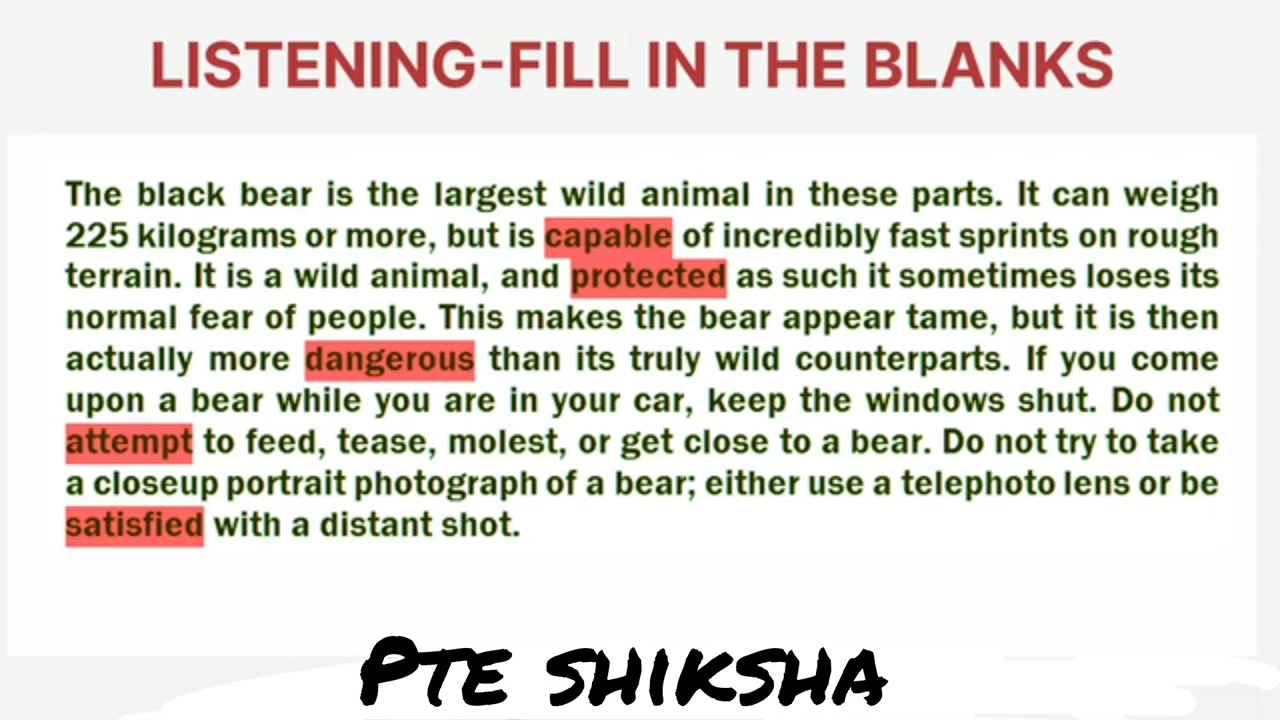 LISTENING-FILL IN THE BLANKS
The black bear is the largest wild animal in these parts. It can weigh
225 kilograms or more, but is capable of incredibly fast sprints on rough
terrain. It is a wild animal, and protected as such it sometimes loses its
normal fear of people. This makes the bear appear tame, but it is then
actually more dangerous than its truly wild counterparts. If you come
upon a bear while you are in your car, keep the windows shut. Do not
attempt to feed, tease, molest, or get close to a bear. Do not try to take
a closeup portrait photograph of a bear; either use a telephoto lens or be
satisfied with a distant shot.
PTE SHIKSHA